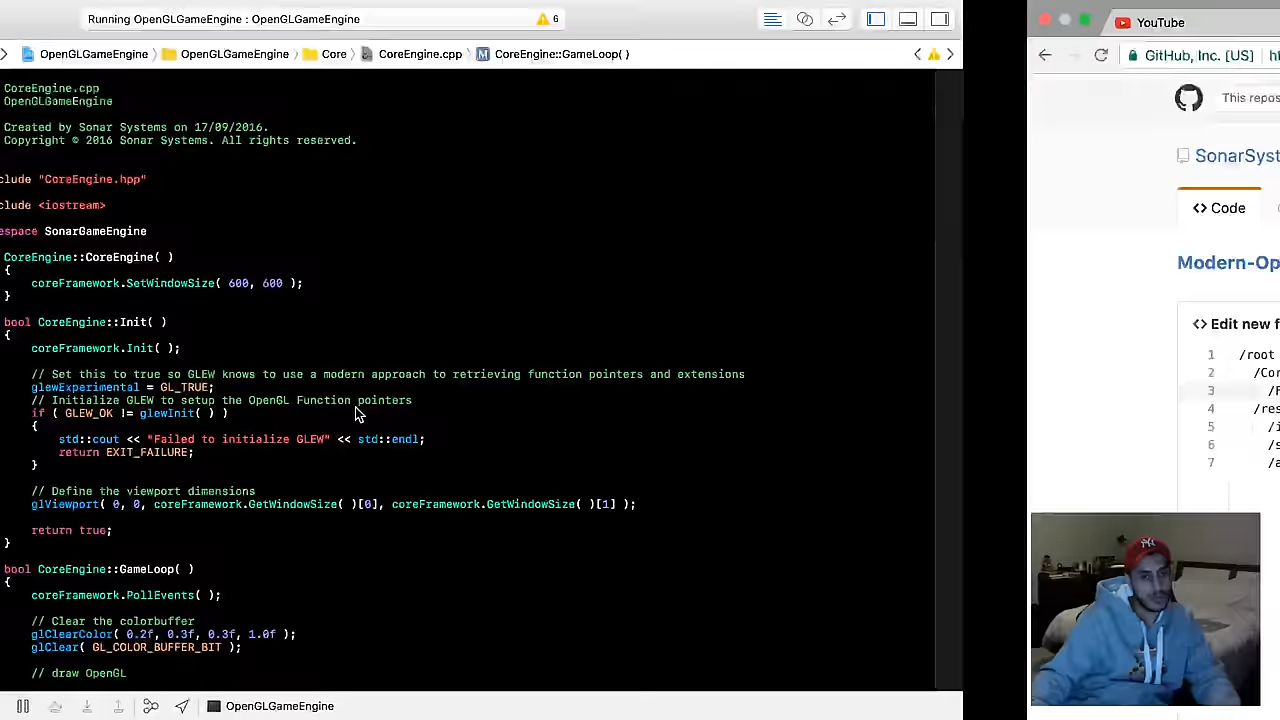 Running OpenGLGameEngine : OpenGLGameEngine
6
OpenGLGameEngine
OpenGLGameEngine
Core
CoreEngine.cpp
M
CoreEngine::GameLoop( )
CoreEngine.cpp
OpenGLGameEngine
Created by Sonar Systems on 17/09/2016.
Copyright © 2016 Sonar Systems. All rights reserved.
clude "CoreEngine.hpp"
clude <iostream>
espace SonarGameEngine
CoreEngine::CoreEngine( )
{
coreFramework.SetWindowSize( 600, 600 );
}
bool CoreEngine::Init( )
{
coreFramework.Init( );
// Set this to true so GLEW knows to use a modern approach to retrieving function pointers and extensions
glewExperimental = GL_TRUE;
// Initialize GLEW to setup the OpenGL Function pointers
if ( GLEW_OK != glewInit( ) )
{
std::cout << "Failed to initialize GLEW" << std::endl;
return EXIT_FAILURE;
}
// Define the viewport dimensions
glViewport( 0, 0, coreFramework.GetWindowSize( )[0], coreFramework.GetWindowSize( )[1] );
return true;
}
bool CoreEngine::GameLoop( )
{
coreFramework.PollEvents( );
// Clear the colorbuffer
glClearColor( 0.2f, 0.3f, 0.3f, 1.0f );
glClear( GL_COLOR_BUFFER_BIT );
// draw OpenGL
OpenGLGameEngine
YouTube
GitHub, Inc. [US]
This repos
SonarSyst
<> Code
Modern-Op
<> Edit new f
1 /root
2 /Cor
3 /F
4 /res
5 /i
6 /s
7 /a